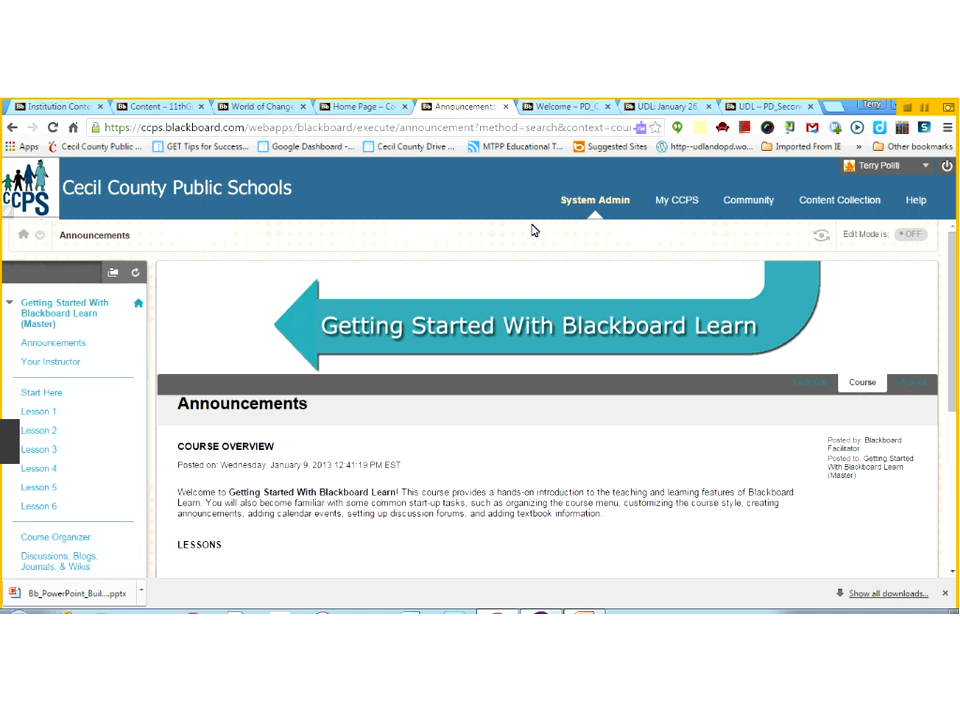 Institution Conte
Content – 11thG
World of Change
Home Page – Co
Announcement:
Welcome – PD_C
UDL: January 26,
UDL – PD_Secon
Terry
https://ccps.blackboard.com/webapps/blackboard/execute/announcement?method=search&context=cou
Apps
Cecil County Public ...
GET Tips for Success...
Google Dashboard -...
Cecil County Drive ...
MTPP Educational T...
Suggested Sites
http--udlandopd.wo...
Imported From IE
»
Other bookmarks
CCPS
Cecil County Public Schools
Terry Politi
System Admin
My CCPS
Community
Content Collection
Help
Announcements
Edit Mode is:
OFF
Getting Started With
Blackboard Learn
(Master)
Announcements
Your Instructor
Start Here
Lesson 1
Lesson 2
Lesson 3
Lesson 4
Lesson 5
Lesson 6
Course Organizer
Discussions, Blogs,
Journals, & Wikis
Getting Started With Blackboard Learn
Course
Announcements
COURSE OVERVIEW
Posted on: Wednesday, January 9, 2013 12:41:19 PM EST
Posted by: Blackboard
Facilitator
Posted to: Getting Started
With Blackboard Learn
(Master)
Welcome to Getting Started With Blackboard Learn! This course provides a hands-on introduction to the teaching and learning features of Blackboard
Learn. You will also become familiar with some common start-up tasks, such as organizing the course menu, customizing the course style, creating
announcements, adding calendar events, setting up discussion forums, and adding textbook information.
LESSONS
Bb_PowerPoint_Buil....pptx
Show all downloads...